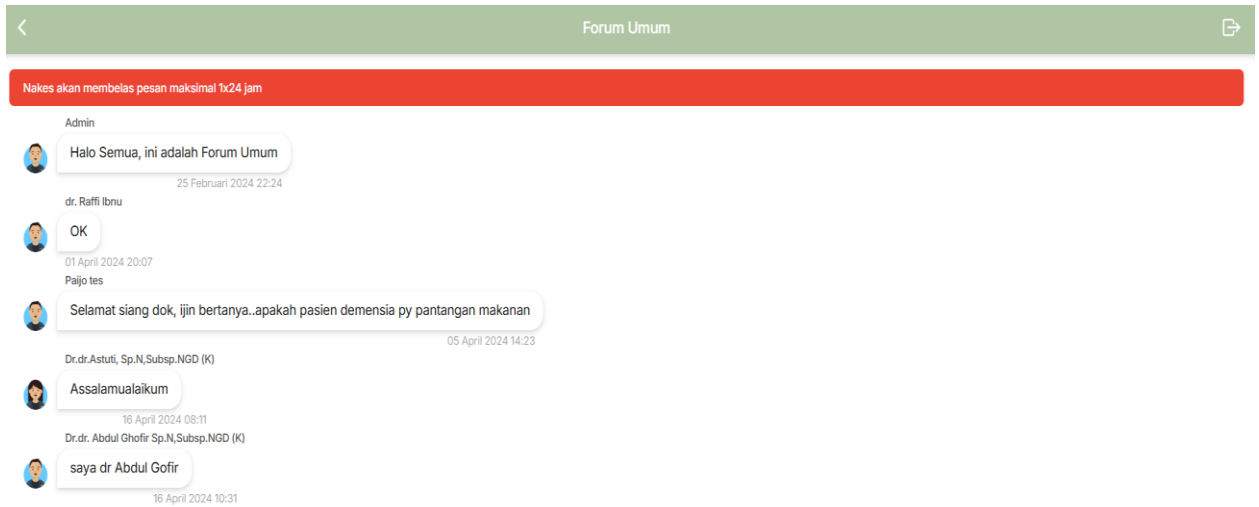 Forum Umum
Nakes akan membelas pesan maksimal 1x24 jam
Admin
Halo Semua, ini adalah Forum Umum
25 Februari 2024 22:24
dr. Raffi Ibnu
OK
01 April 2024 20:07
Paijo tes
Selamat siang dok, ijin bertanya..apakah pasien demensia py pantangan makanan
05 April 2024 14:23
Dr.dr.Astuti, Sp.N,Subsp.NGD (K)
Assalamualaikum
16 April 2024 08:11
Dr.dr. Abdul Ghofir Sp.N,Subsp.NGD (K)
saya dr Abdul Gofir
16 April 2024 10:31